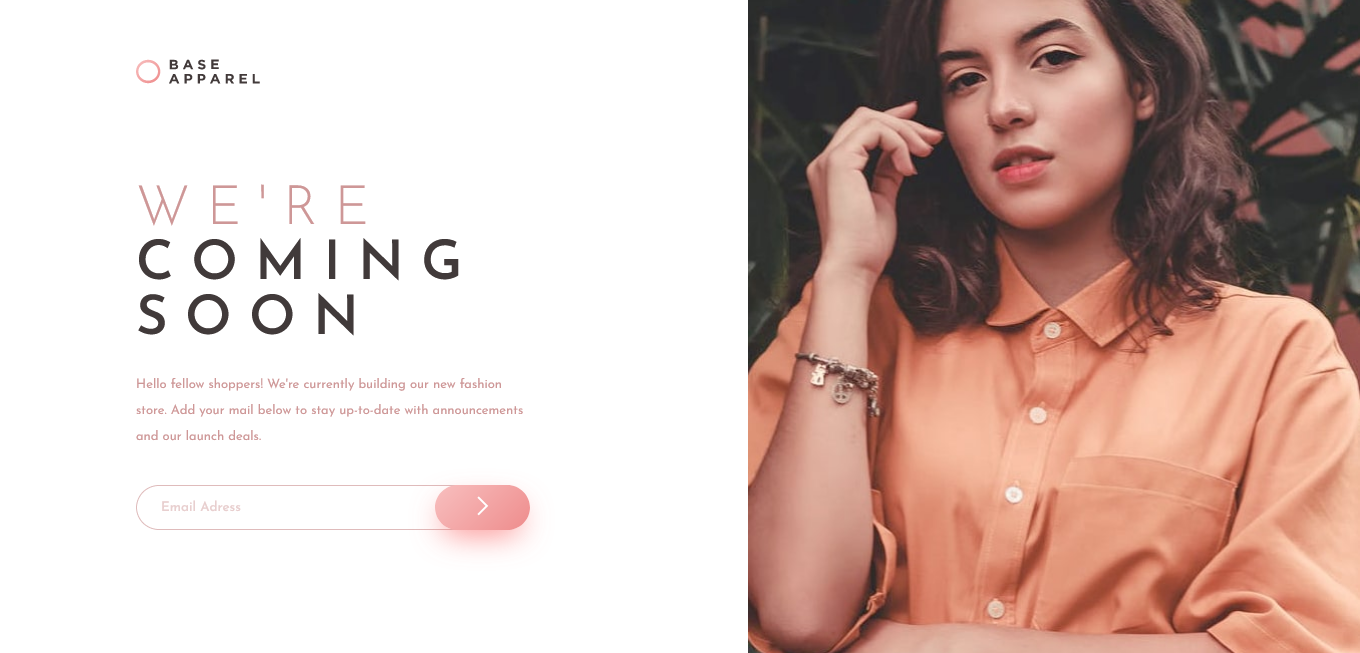 BASE
APPAREL
WE'RE
COMING
SOON
Hello fellow shoppers! We're currently building our new fashion
store. Add your mail below to stay up-to-date with announcements
and our launch deals.
Email Adress